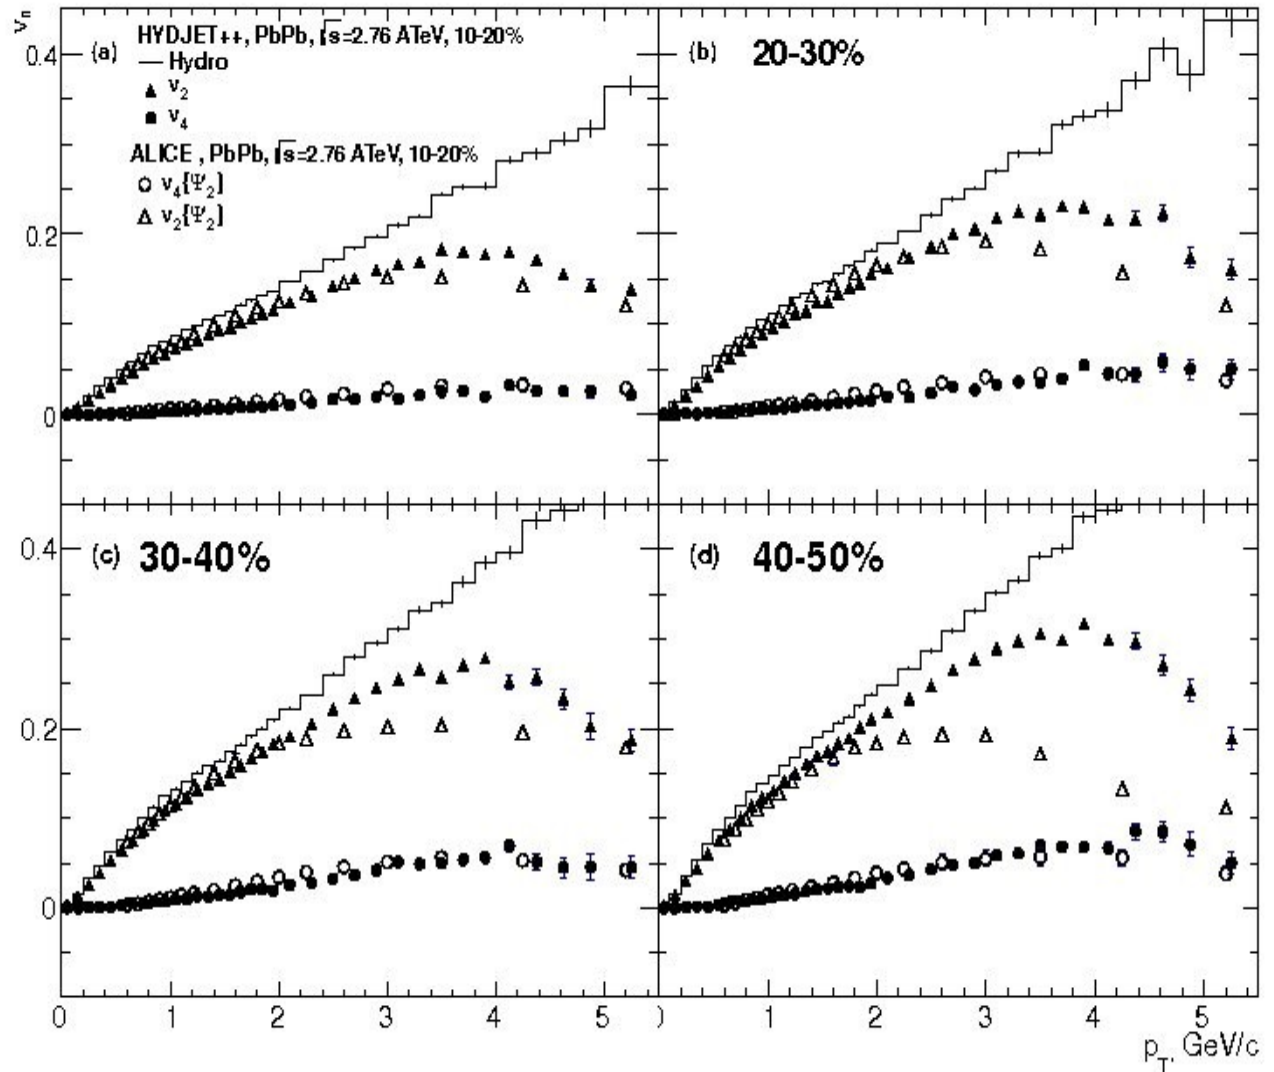 vn
(a) HYDJET++, PbPb, √s=2.76 ATeV, 10-20%
Hydro
v2
v4
ALICE , PbPb, √s=2.76 ATeV, 10-20%
v4{Ψ2}
v2{Ψ2}
(b) 20-30%
0.4
0.2
0
(c) 30-40%
(d) 40-50%
0.4
0.2
0
0 1 2 3 4 5
1 2 3 4 5
pT, GeV/c